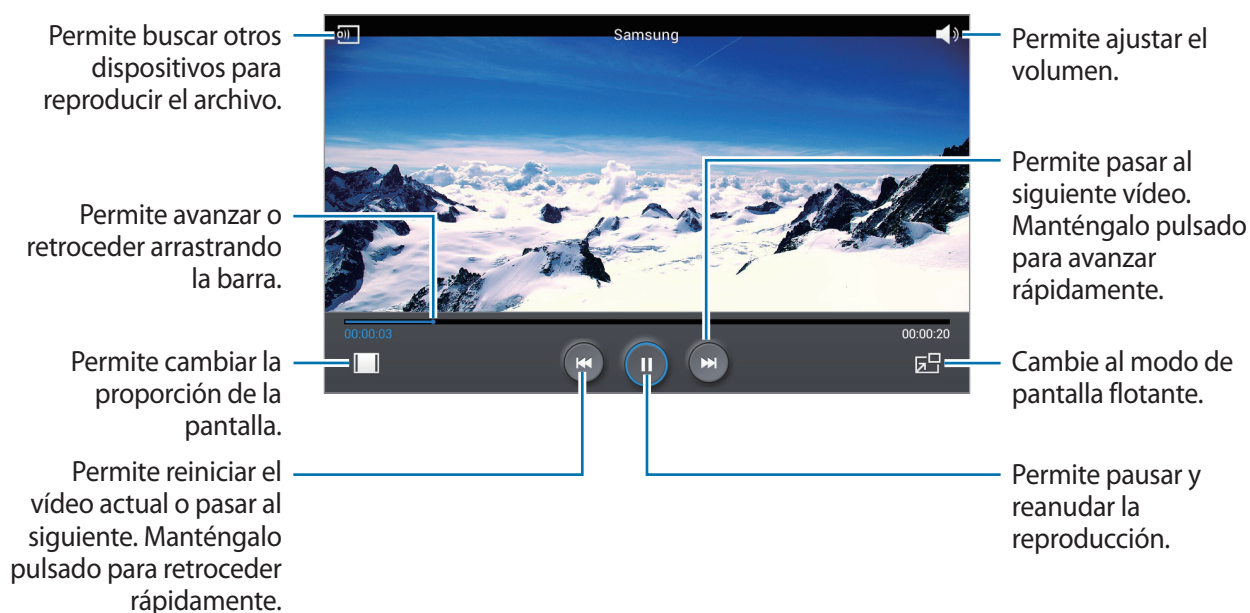 Permite buscar otros
dispositivos para
reproducir el archivo.
Samsung
Permite ajustar el
volumen.
Permite pasar al
siguiente vídeo.
Manténgalo pulsado
para avanzar
rápidamente.
Permite avanzar o
retroceder arrastrando
la barra.
00:00:03
00:00:20
Permite cambiar la
proporción de la
pantalla.
Cambie al modo de
pantalla flotante.
Permite reiniciar el
vídeo actual o pasar al
siguiente. Manténgalo
pulsado para retroceder
rápidamente.
Permite pausar y
reanudar la
reproducción.